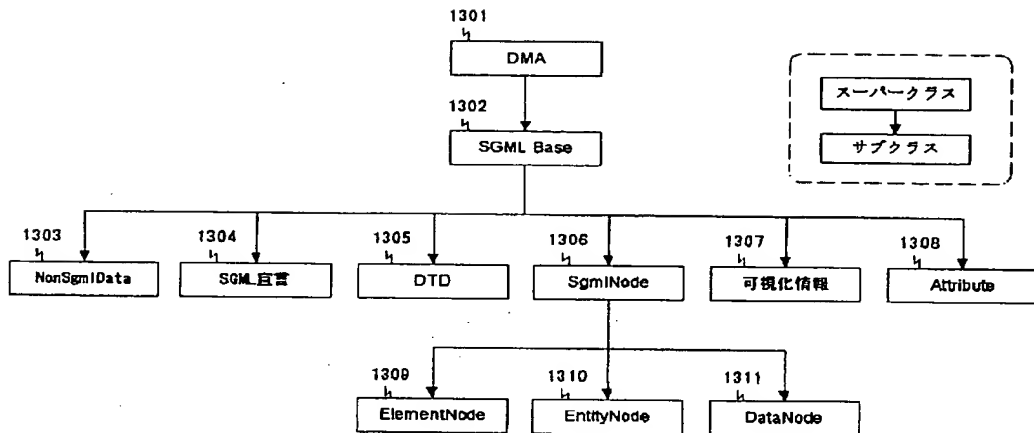 1301
DMA
1302
SGML Base
スーパークラス
サブクラス
1303
NonSgmlData
1304
SGML宣言
1305
DTD
1306
SgmlNode
1307
可視化情報
1308
Attribute
1309
ElementNode
1310
EntityNode
1311
DataNode